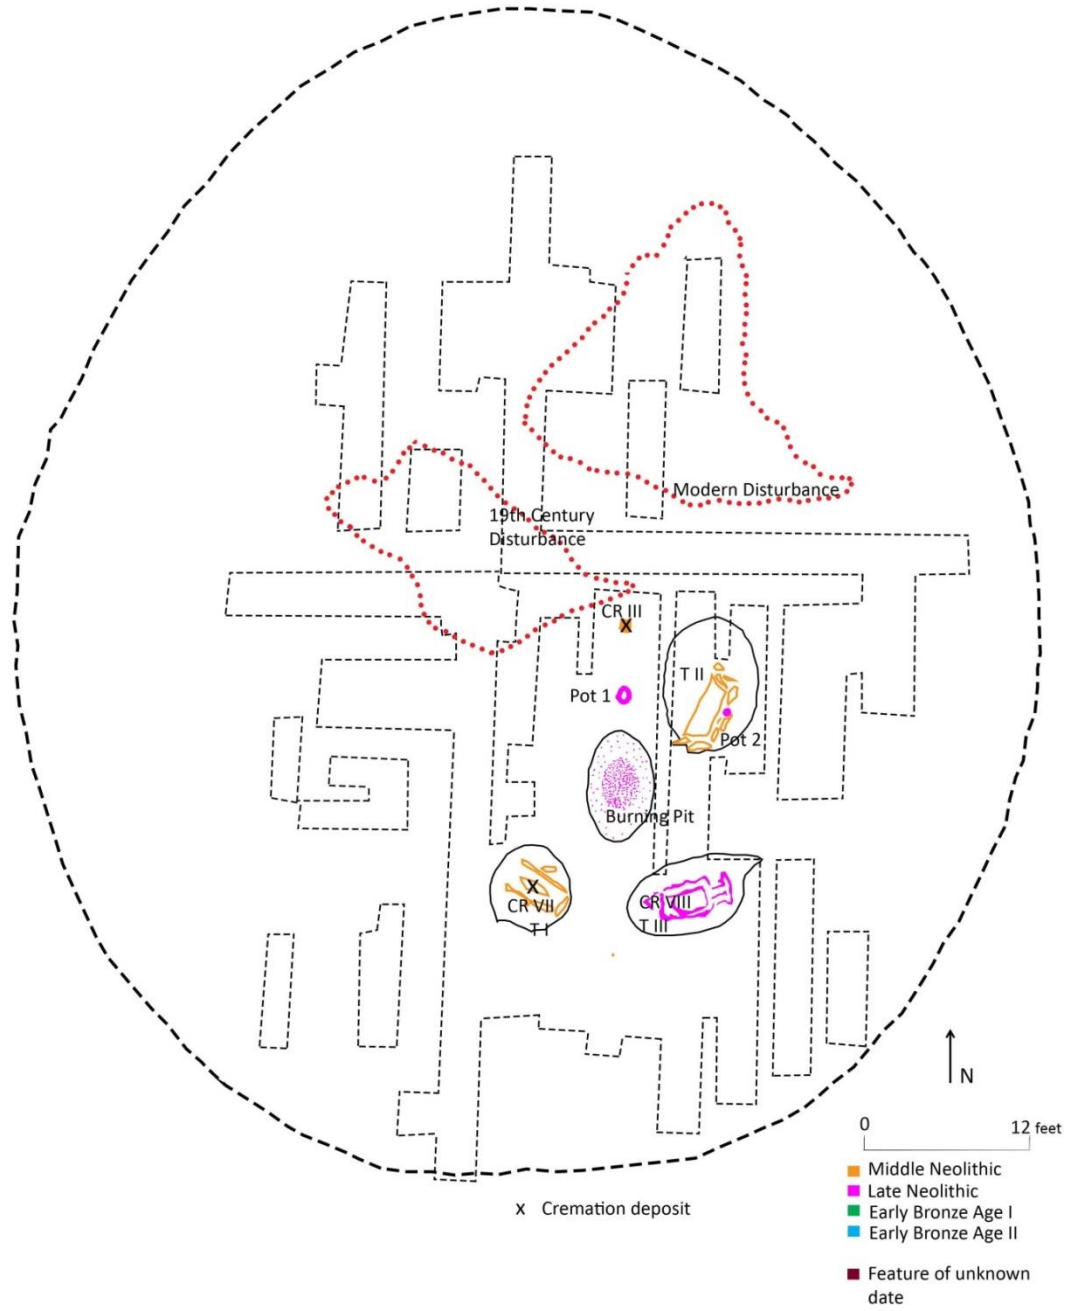 Modern Disturbance
19th Century
Disturbance
CR III
T II
Pot 1
Pot 2
Burning Pit
CR VII
T I
CR VIII
T III
N
0 12 feet
Middle Neolithic
Late Neolithic
Early Bronze Age I
Early Bronze Age II
x Cremation deposit
Feature of unknown
date